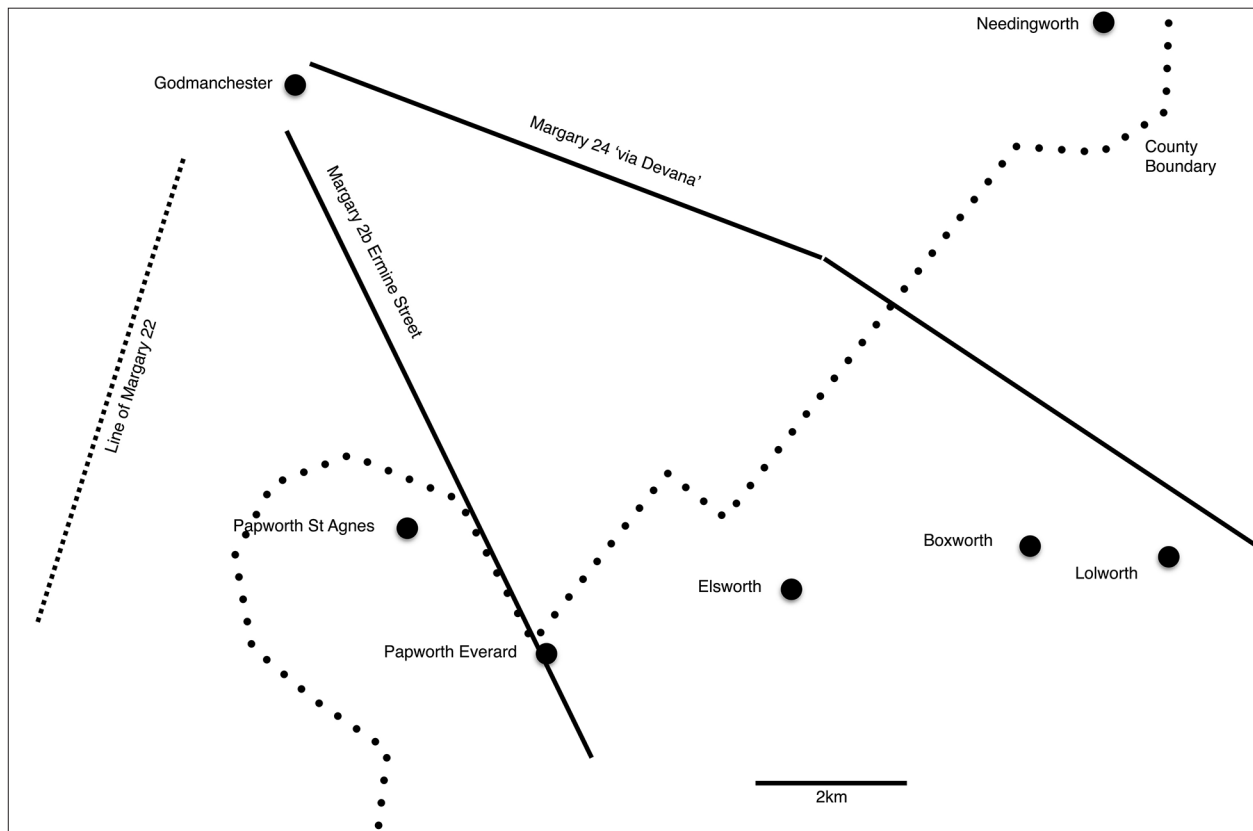 Needingworth
Godmanchester
Margary 24 ‘via Devana’
County
Boundary
Margary 2b Ermine Street
Line of Margary 22
Papworth St Agnes
Boxworth
Lolworth
Elsworth
Papworth Everard
2km